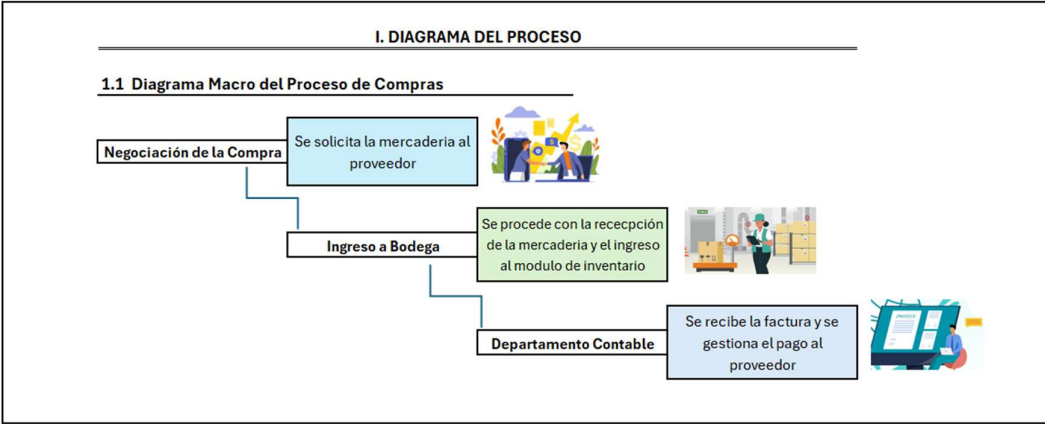 I. DIAGRAMA DEL PROCESO
1.1 Diagrama Macro del Proceso de Compras
Negociación de la Compra
Se solicita la mercaderia al
proveedor
Ingreso a Bodega
Se procede con la rececpción
de la mercaderia y el ingreso
al modulo de inventario
Departamento Contable
Se recibe la factura y se
gestiona el pago al
proveedor
INVOICE